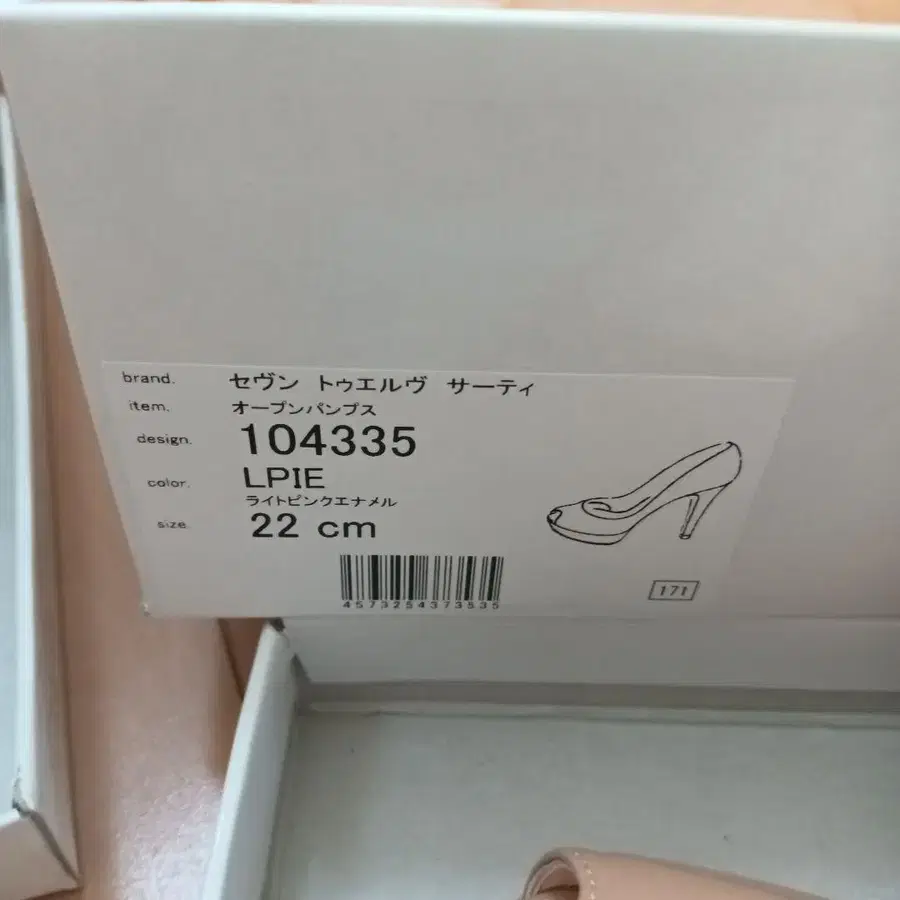 brand. セヴン トゥエルヴ サーティ
item. オープンパンプス
design. 104335
color. LPIE
ライトピンクエナメル
size. 22 cm
4573254373535
171